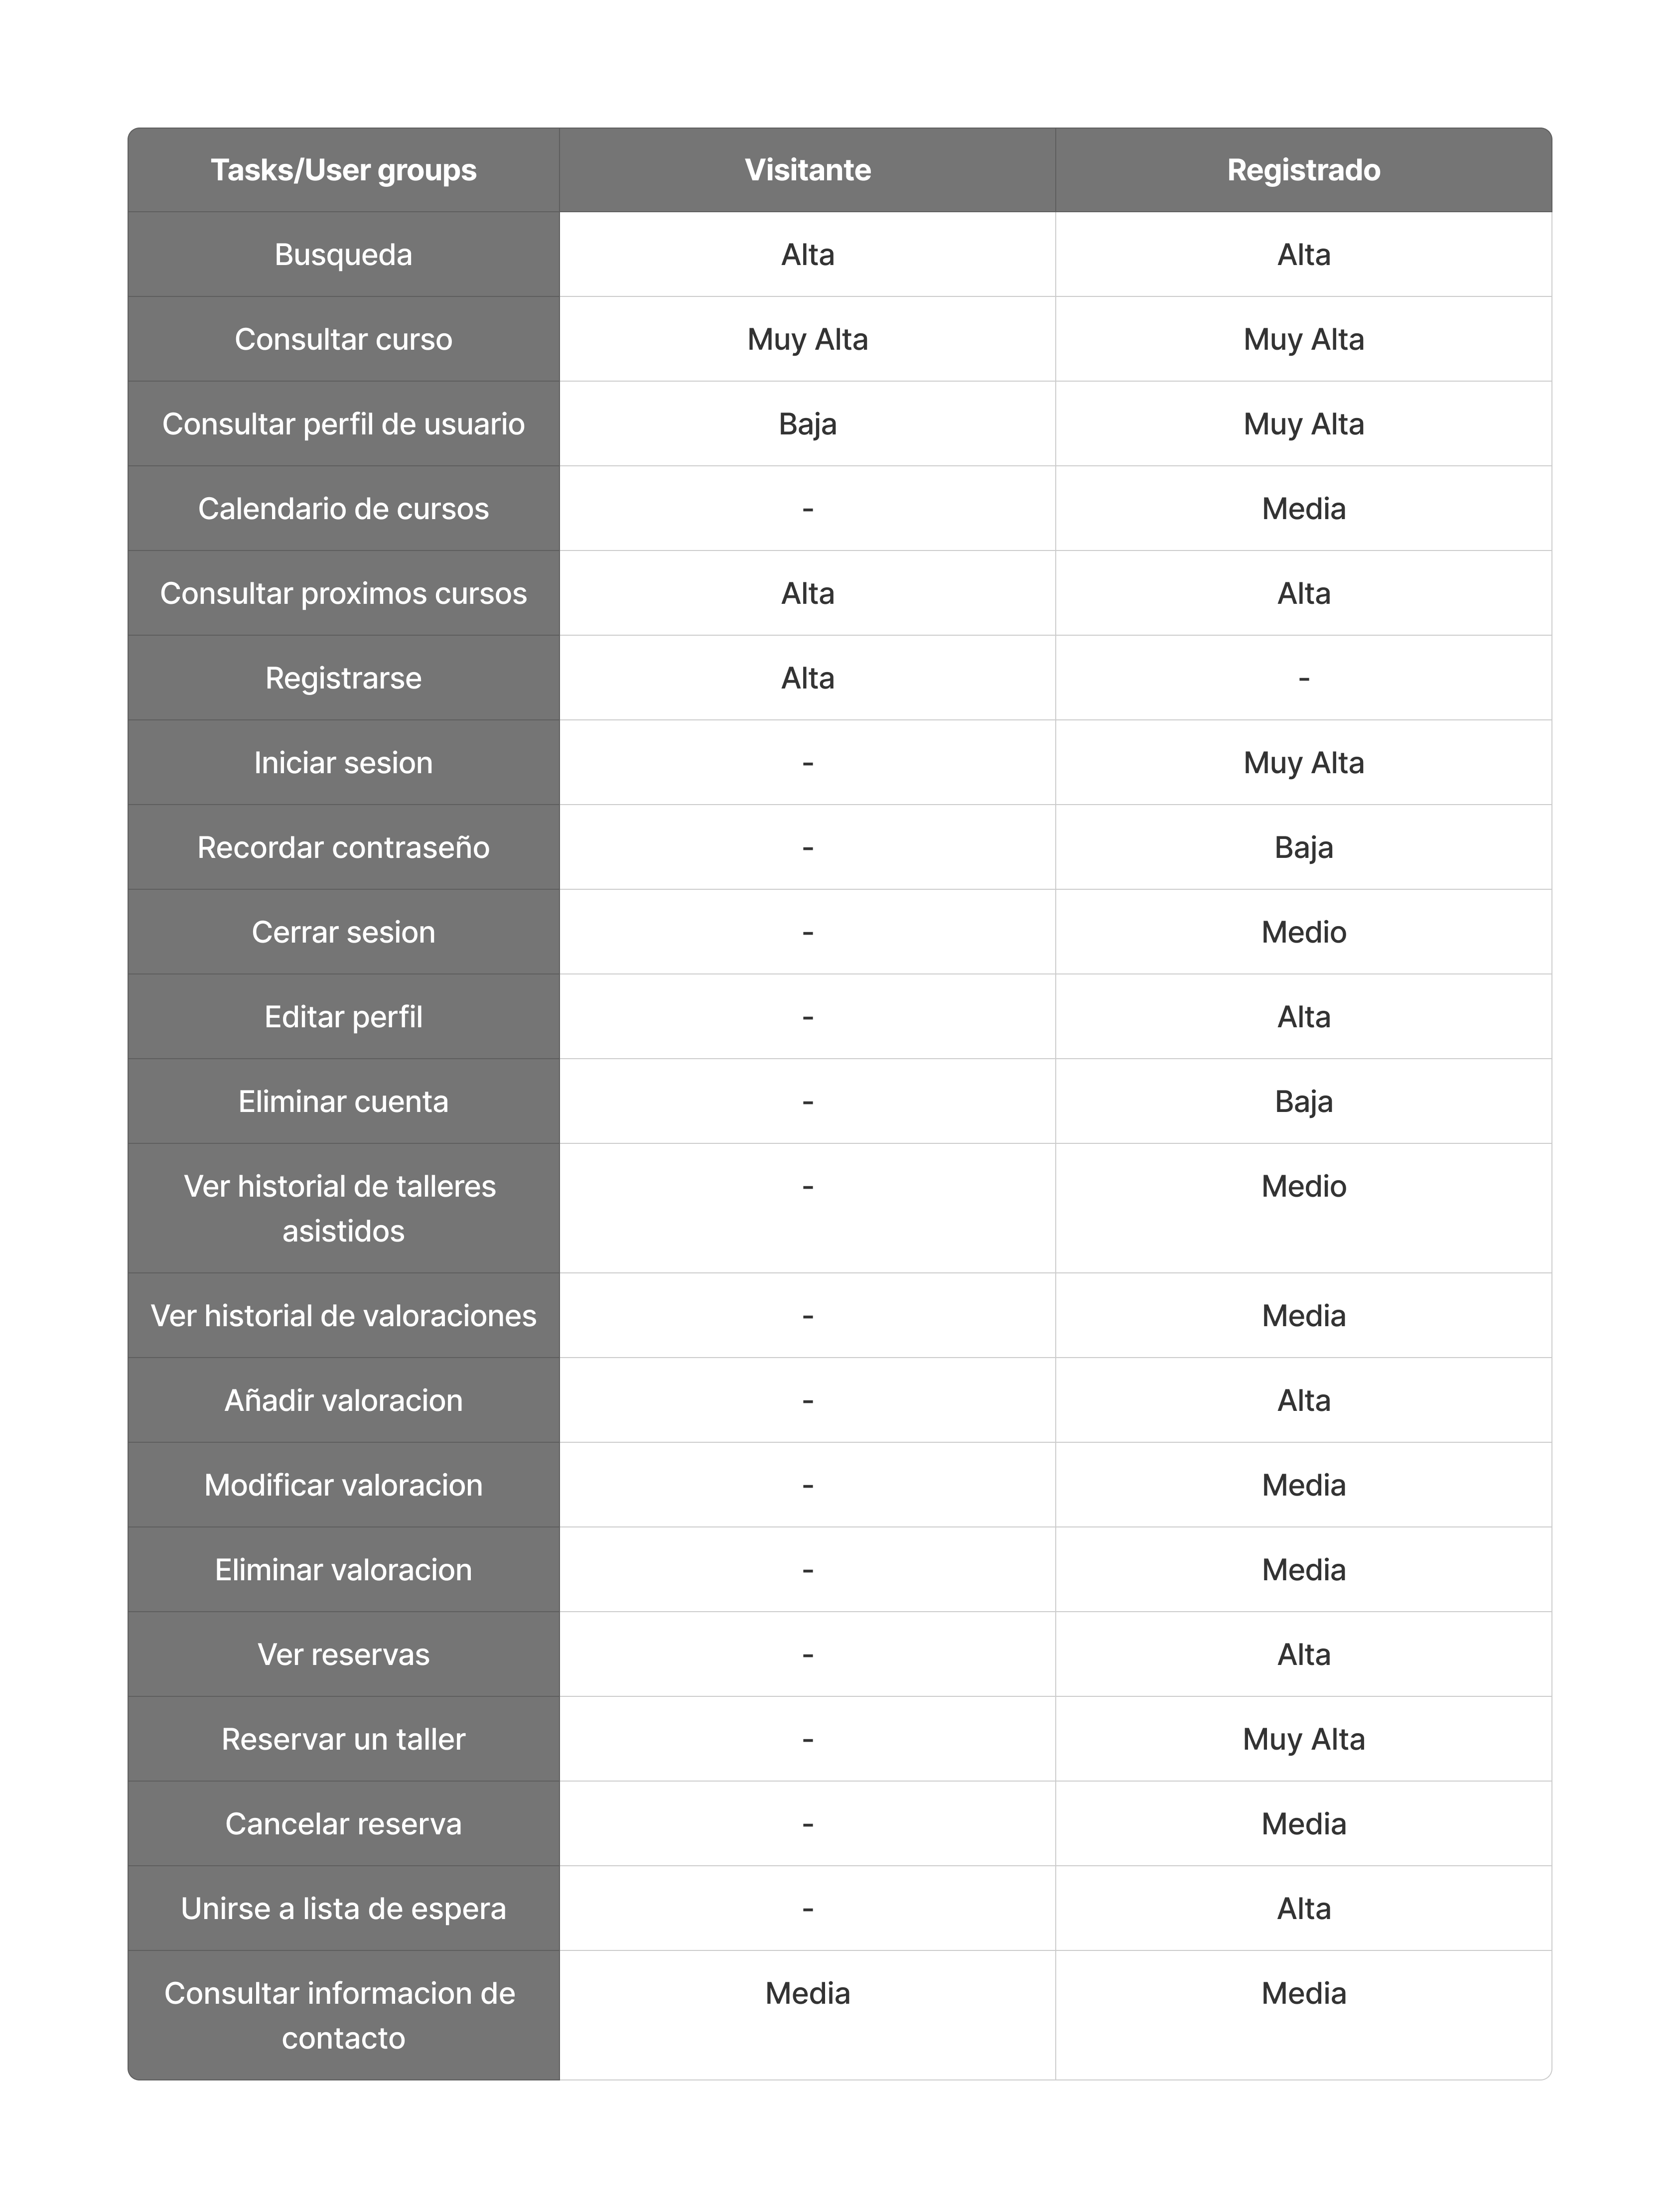 Tasks/User groups Visitante Registrado
Busqueda Alta Alta
Consultar curso Muy Alta Muy Alta
Consultar perfil de usuario Baja Muy Alta
Calendario de cursos - Media
Consultar proximos cursos Alta Alta
Registrarse Alta -
Iniciar sesion - Muy Alta
Recordar contraseño - Baja
Cerrar sesion - Medio
Editar perfil - Alta
Eliminar cuenta - Baja
Ver historial de talleres - Medio
asistidos
Ver historial de valoraciones - Media
Añadir valoracion - Alta
Modificar valoracion - Media
Eliminar valoracion - Media
Ver reservas - Alta
Reservar un taller - Muy Alta
Cancelar reserva - Media
Unirse a lista de espera - Alta
Consultar informacion de Media Media
contacto